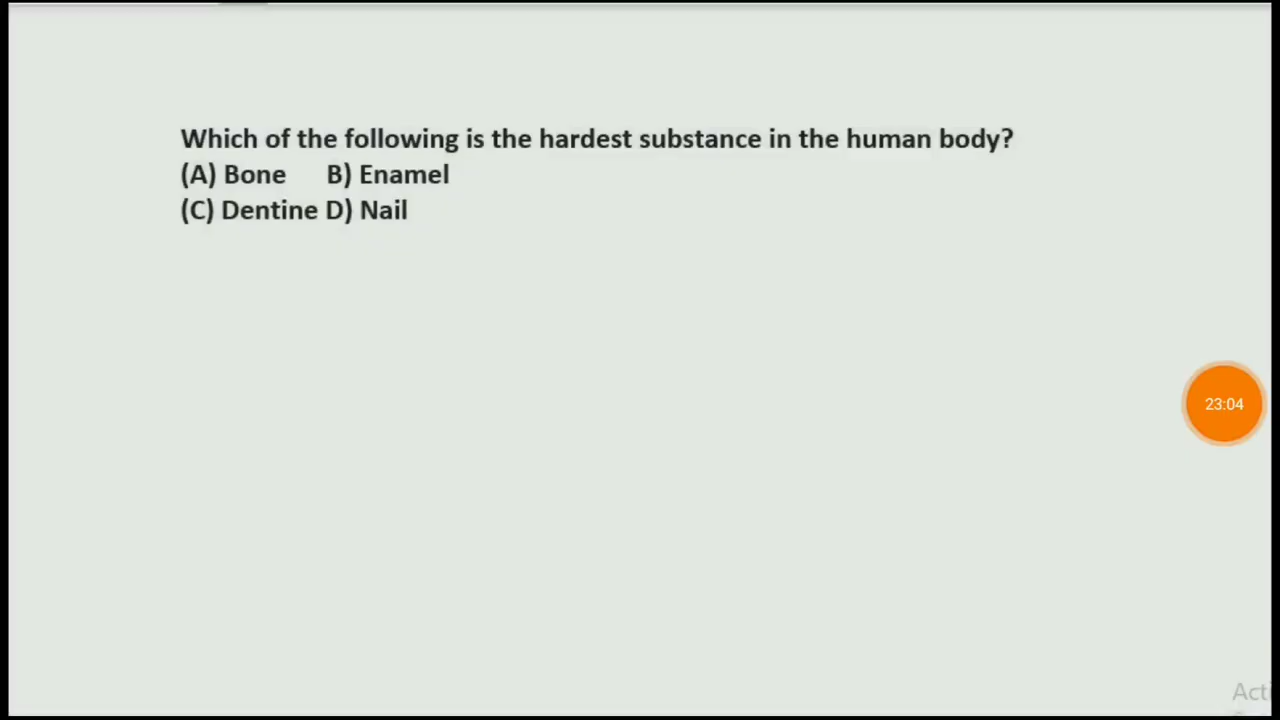 Which of the following is the hardest substance in the human body?
(A) Bone B) Enamel
(C) Dentine D) Nail
23:04